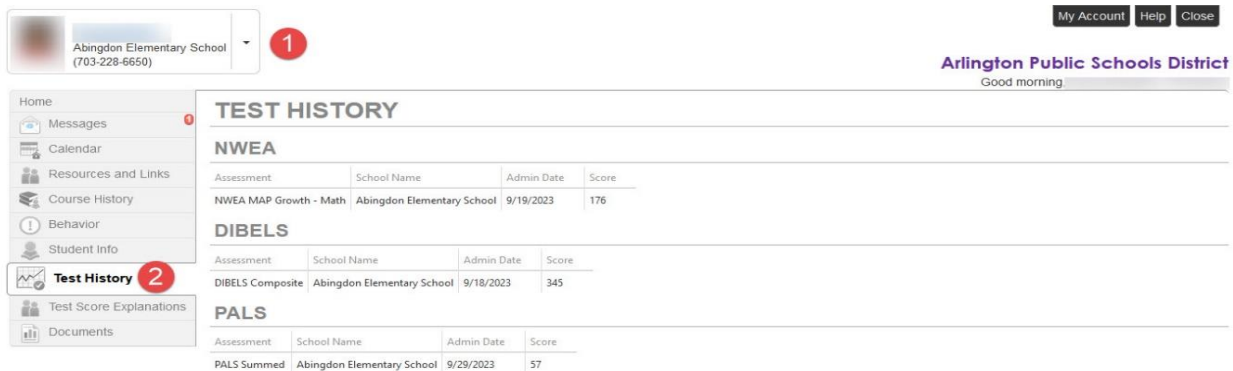 My Account Help Close
Abingdon Elementary School
(703-228-6650)
1
Arlington Public Schools District
Good morning,
Home
Messages 1
Calendar
Resources and Links
Course History
Behavior
Student Info
Test History 2
Test Score Explanations
Documents
TEST HISTORY
NWEA
Assessment School Name Admin Date Score
NWEA MAP Growth - Math Abingdon Elementary School 9/19/2023 176
DIBELS
Assessment School Name Admin Date Score
DIBELS Composite Abingdon Elementary School 9/18/2023 345
PALS
Assessment School Name Admin Date Score
PALS Summed Abingdon Elementary School 9/29/2023 57